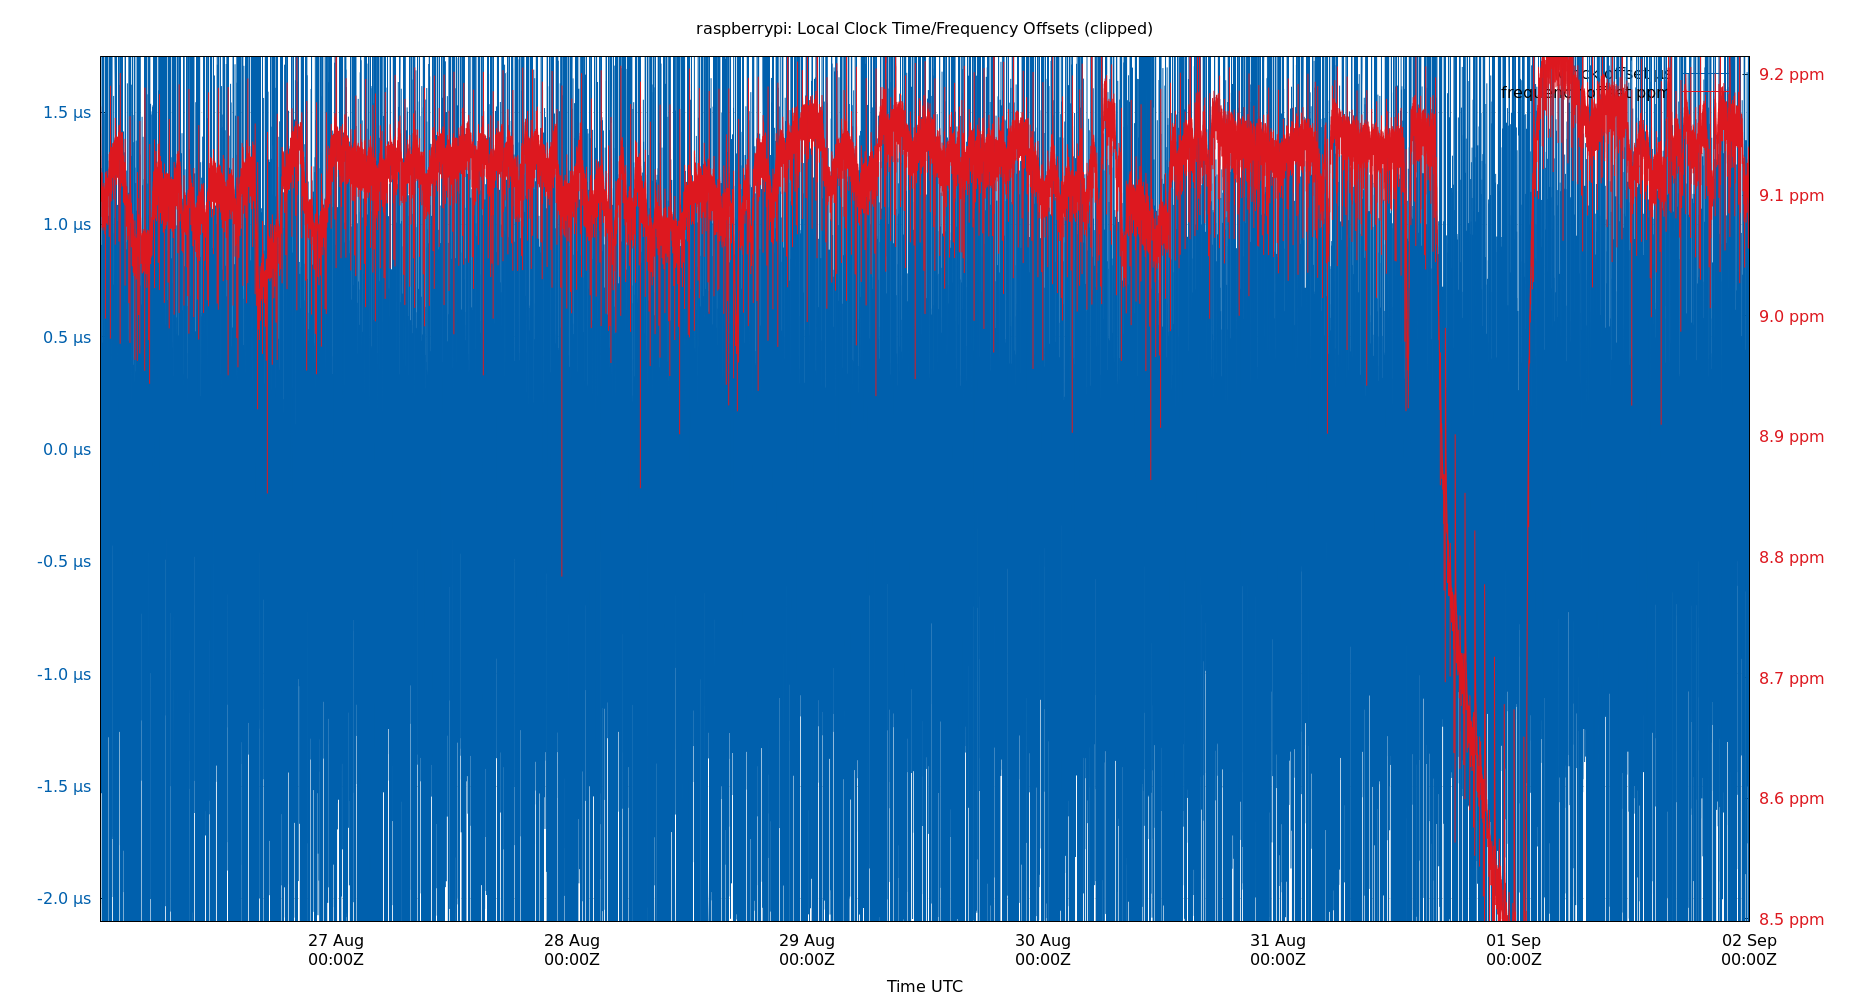 raspberrypi: Local Clock Time/Frequency Offsets (clipped)
1.5 µs
1.0 µs
0.5 µs
0.0 µs
-0.5 µs
-1.0 µs
-1.5 µs
-2.0 µs
9.2 ppm
9.1 ppm
9.0 ppm
8.9 ppm
8.8 ppm
8.7 ppm
8.6 ppm
8.5 ppm
offset µs
ppm
27 Aug
00:00Z
28 Aug
00:00Z
29 Aug
00:00Z
30 Aug
00:00Z
31 Aug
00:00Z
01 Sep
00:00Z
02 Sep
00:00Z
Time UTC